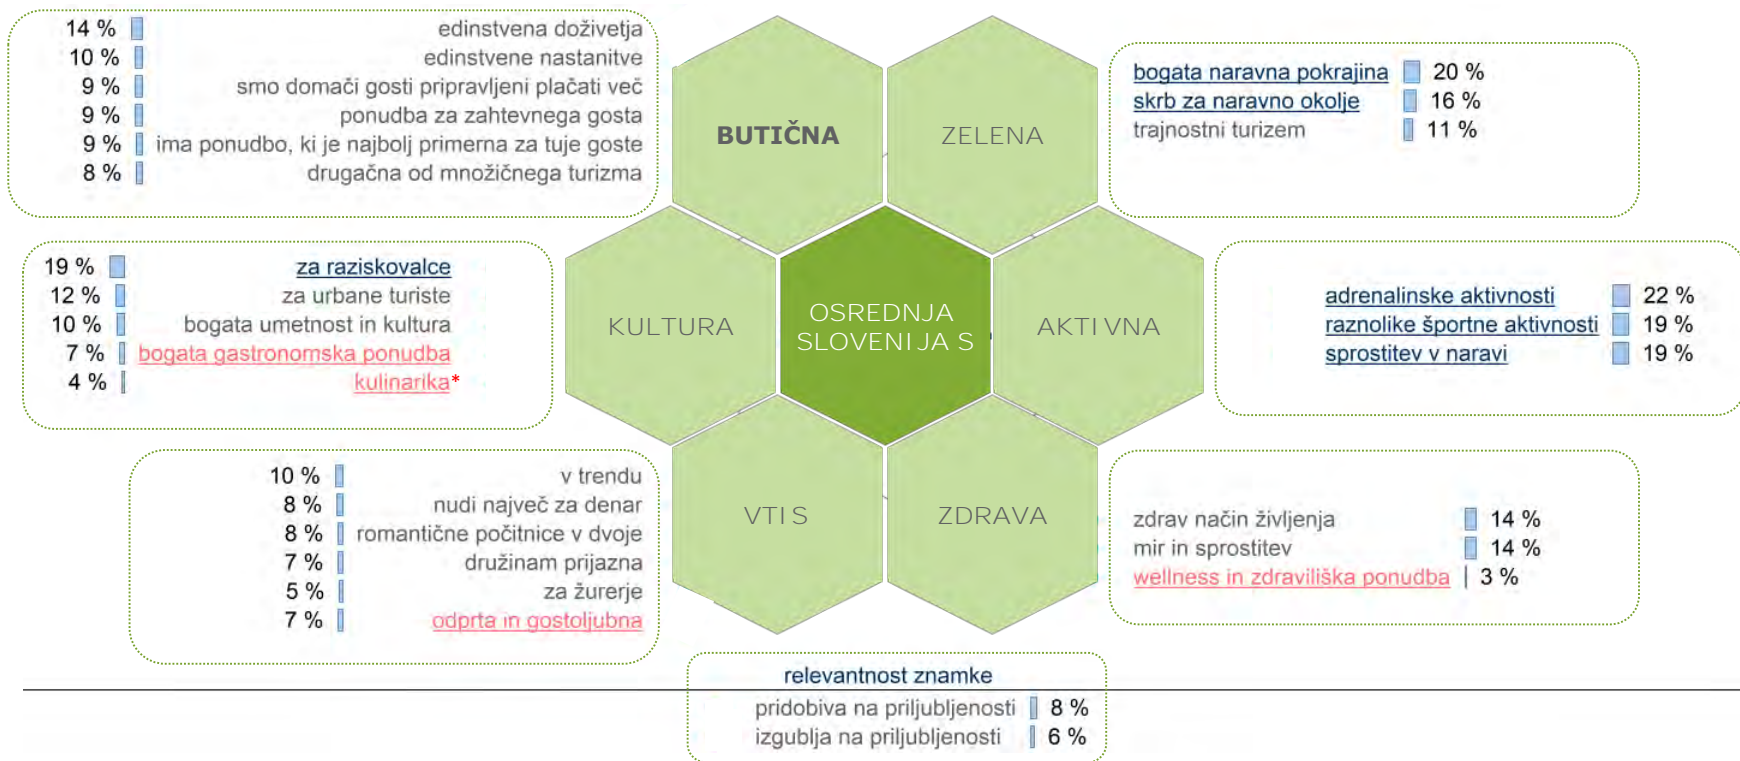 14 % edinstvena doživetja
10 % edinstvene nastanitve
9 % smo domači gosti pripravljeni plačati več
9 % ponudba za zahtevnega gosta
9 % ima ponudbo, ki je najbolj primerna za tuje goste
8 % drugačna od množičnega turizma
BUTIČNA
ZELENA
bogata naravna pokrajina 20 %
skrb za naravno okolje 16 %
trajnostni turizem 11 %
19 % za raziskovalce
12 % za urbane turiste
10 % bogata umetnost in kultura
7 % bogata gastronomska ponudba
4 % kulinarika*
KULTURA
OSREDNJA
SLOVENIJA S
AKTIVNA
adrenalinske aktivnosti 22 %
raznolike športne aktivnosti 19 %
sprostitev v naravi 19 %
10 % v trendu
8 % nudi največ za denar
8 % romantične počitnice v dvoje
7 % družinam prijazna
5 % za žurerje
7 % odprta in gostoljubna
VTIS
ZDRAVA
zdrav način življenja 14 %
mir in sprostitev 14 %
wellness in zdraviliška ponudba 3 %
relevantnost znamke
pridobiva na priljubljenosti 8 %
izgublja na priljubljenosti 6 %